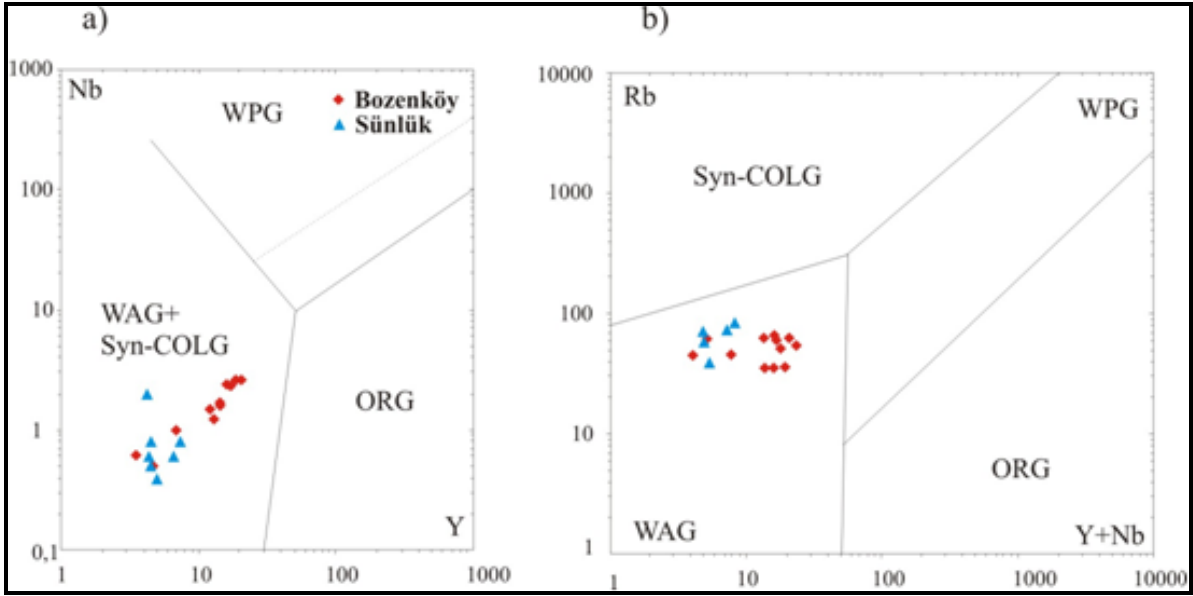 a)
1000
Nb
WPG
Bozenköy
Sünlük
100
10
WAG+
Syn-COLG
ORG
1
Y
0,1
1
10
100
1000
b)
10000
Rb
WPG
Syn-COLG
1000
100
10
ORG
WAG
Y+Nb
1
1
10
100
1000
10000